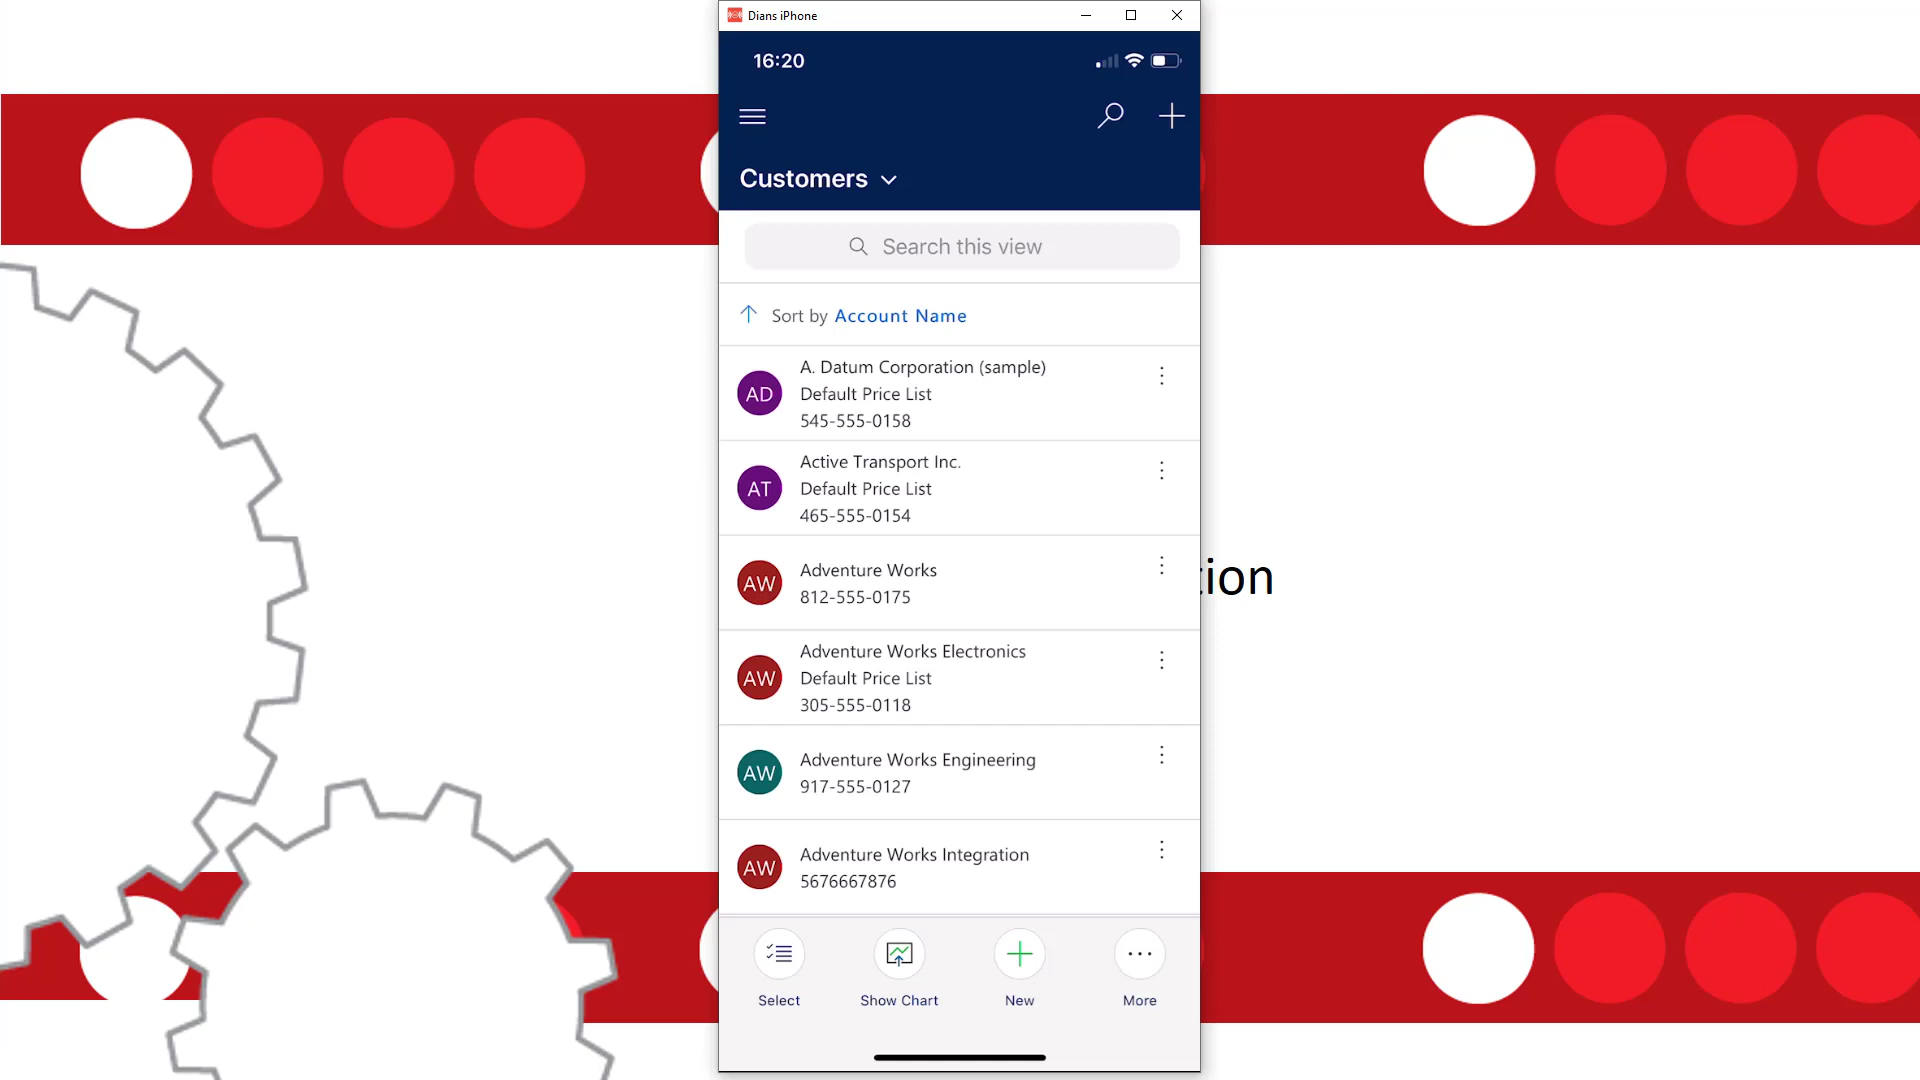 Dians iPhone
16:20
Customers
Search this view
Sort by Account Name
AD
A. Datum Corporation (sample)
Default Price List
545-555-0158
AT
Active Transport Inc.
Default Price List
465-555-0154
AW
Adventure Works
812-555-0175
AW
Adventure Works Electronics
Default Price List
305-555-0118
AW
Adventure Works Engineering
917-555-0127
AW
Adventure Works Integration
5676667876
Select
Show Chart
New
More